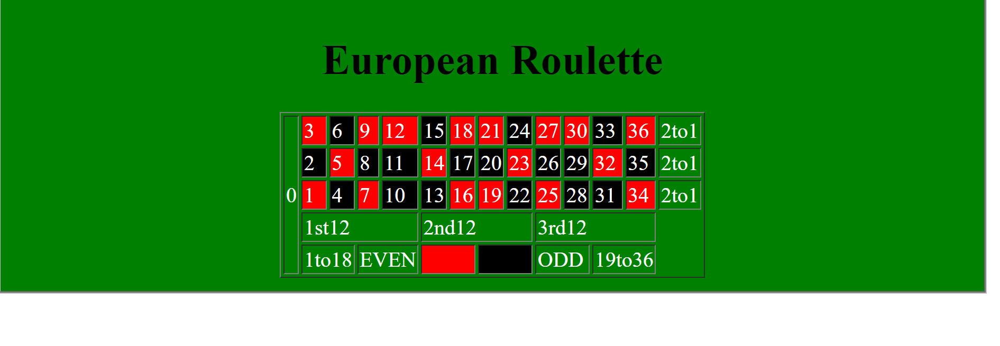 European Roulette
3 6 9 12 15 18 21 24 27 30 33 36 2to1
2 5 8 11 14 17 20 23 26 29 32 35 2to1
0 1 4 7 10 13 16 19 22 25 28 31 34 2to1
1st12 2nd12 3rd12
1to18 EVEN ODD 19to36